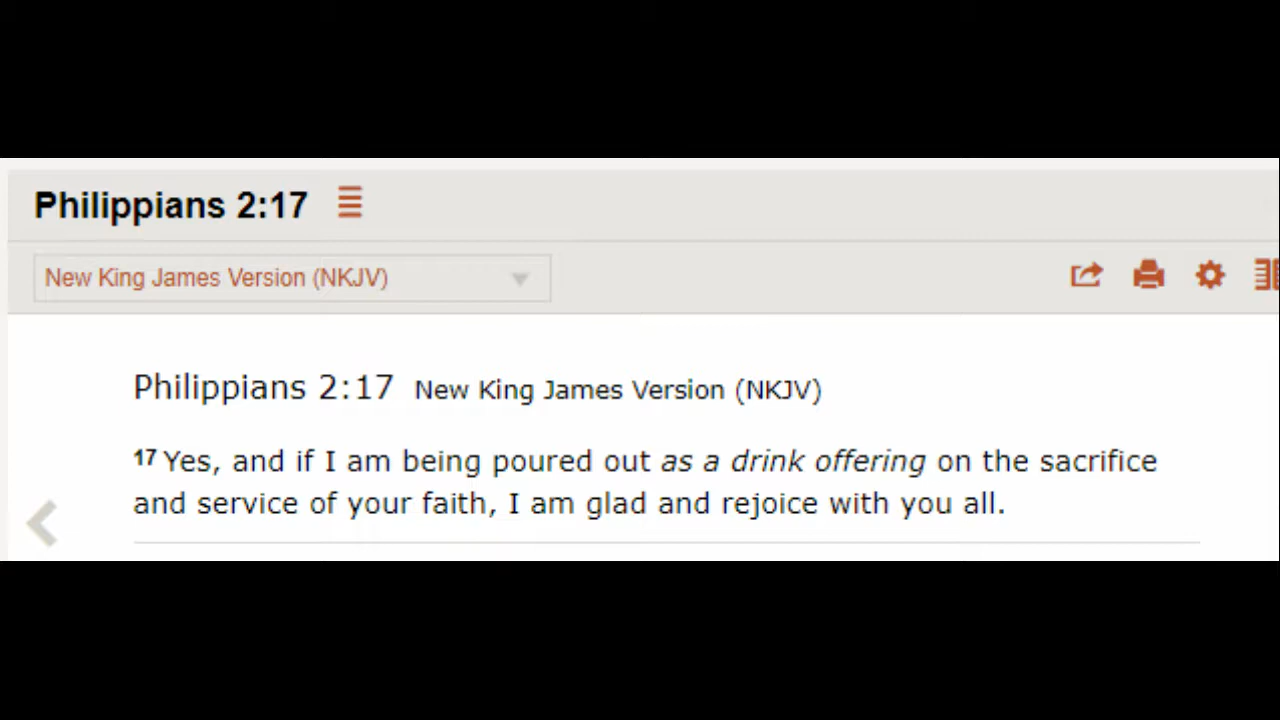 Philippians 2:17
New King James Version (NKJV)
Philippians 2:17 New King James Version (NKJV)
17 Yes, and if I am being poured out as a drink offering on the sacrifice
and service of your faith, I am glad and rejoice with you all.